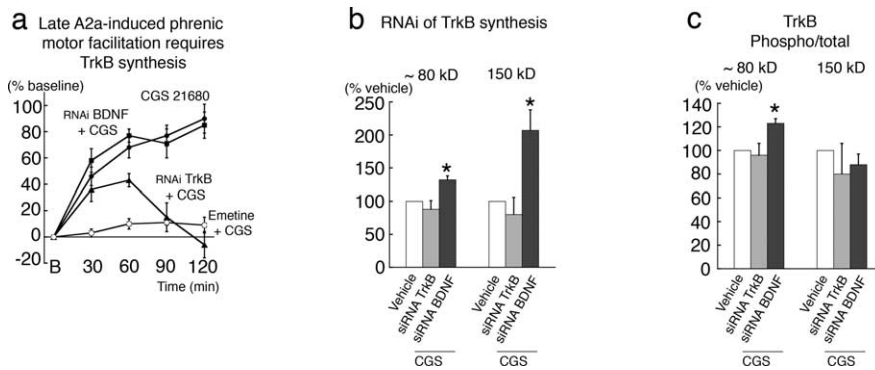 a
Late A2a-induced phrenic
motor facilitation requires
TrkB synthesis
(% baseline)
100
80
60
40
20
0
-20
CGS 21680
RNAi BDNF
+ CGS
RNAi TrkB
+ CGS
Emetine
+ CGS
B 30 60 90 120
Time (min)
b
RNAi of TrkB synthesis
~ 80 kD 150 kD
(% vehicle)
250
200
150
100
50
0
*
*
Vehicle
siRNA TrkB
siRNA BDNF
Vehicle
siRNA TrkB
siRNA BDNF
CGS CGS
c
TrkB
Phospho/total
~ 80 kD 150 kD
(% vehicle)
140
120
100
80
60
40
20
0
*
Vehicle
siRNA TrkB
siRNA BDNF
Vehicle
siRNA TrkB
siRNA BDNF
CGS CGS